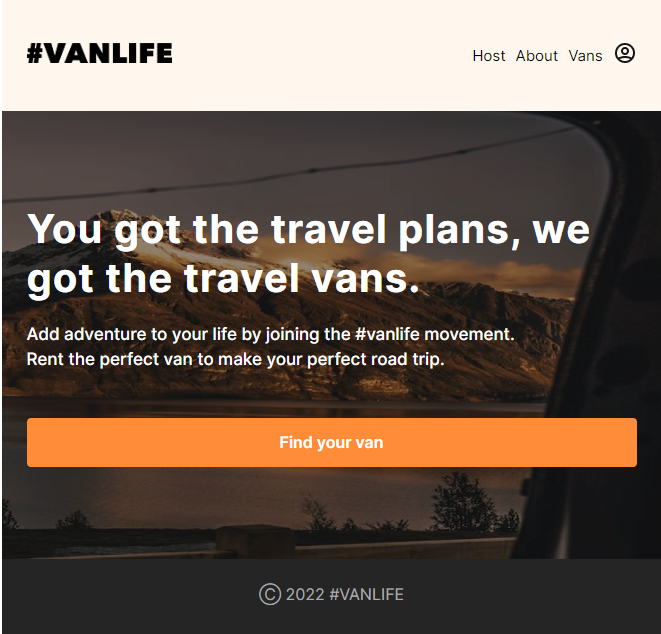 #VANLIFE
Host About Vans
You got the travel plans, we
got the travel vans.
Add adventure to your life by joining the #vanlife movement.
Rent the perfect van to make your perfect road trip.
Find your van
Ⓒ 2022 #VANLIFE